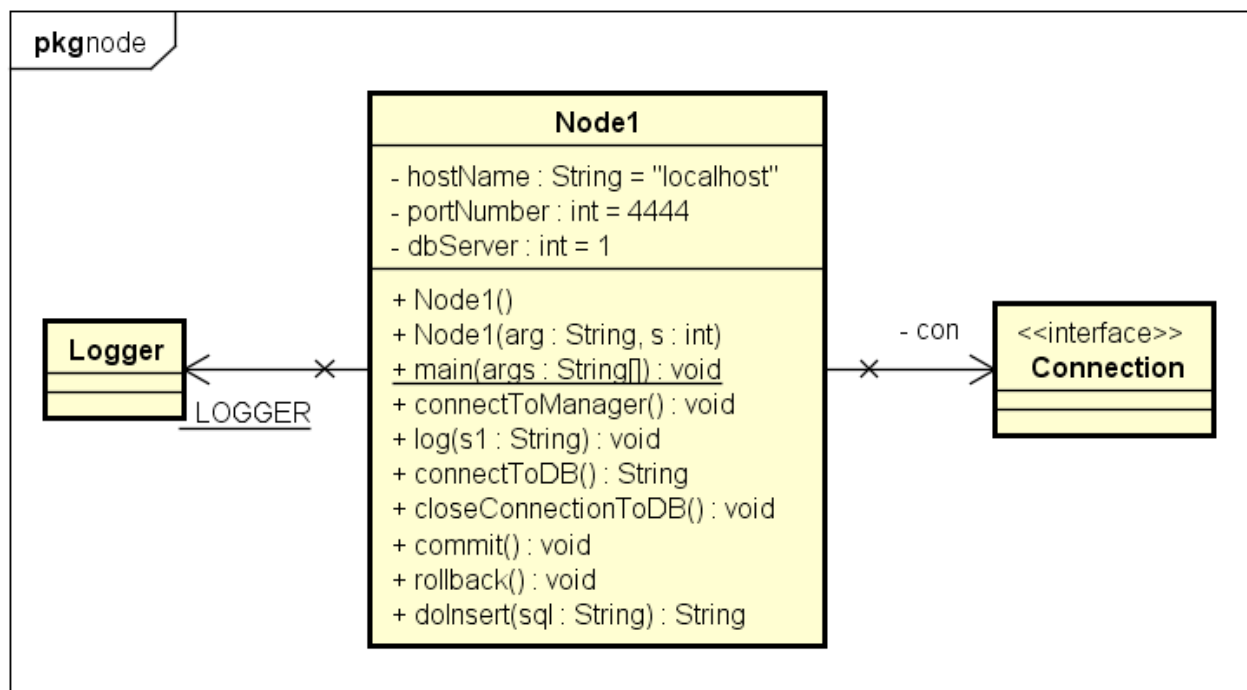 pkgnode
Node1
- hostName : String = "localhost"
- portNumber : int = 4444
- dbServer : int = 1
+ Node1()
+ Node1(arg : String, s : int)
+ main(args : String[]) : void
+ connectToManager() : void
+ log(s1 : String) : void
+ connectToDB() : String
+ closeConnectionToDB() : void
+ commit() : void
+ rollback() : void
+ doInsert(sql : String) : String
Logger
LOGGER
- con
<<interface>>
Connection